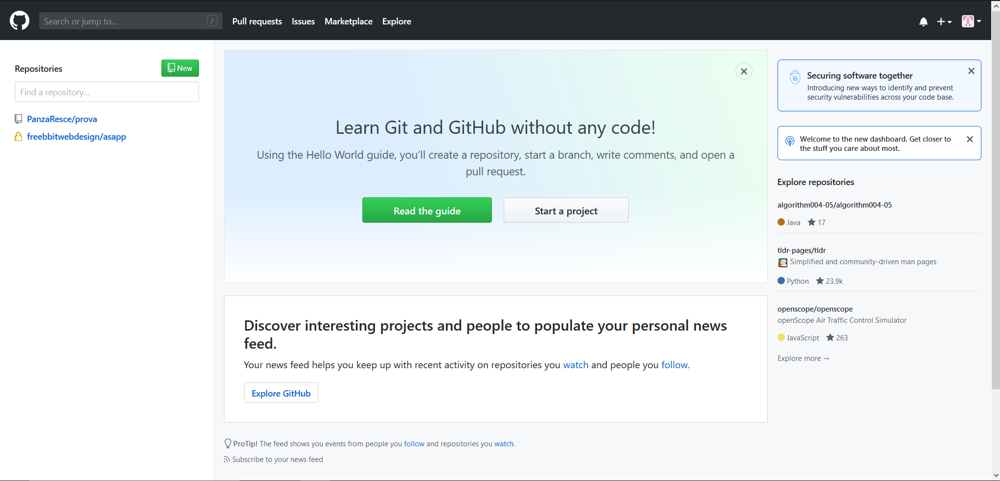 Search or jump to...
/
Pull requests
Issues
Marketplace
Explore
Repositories
New
Find a repository...
PanzaResce/prova
freebbitwebdesign/asapp
Learn Git and GitHub without any code!
Using the Hello World guide, you’ll create a repository, start a branch, write comments, and open a
pull request.
Read the guide
Start a project
Discover interesting projects and people to populate your personal news
feed.
Your news feed helps you keep up with recent activity on repositories you watch and people you follow.
Explore GitHub
ProTip! The feed shows you events from people you follow and repositories you watch.
Subscribe to your news feed
Securing software together
Introducing new ways to identify and prevent
security vulnerabilities across your code base.
Welcome to the new dashboard. Get closer to
the stuff you care about most.
Explore repositories
algorithm004-05/algorithm004-05
Java 17
tldr-pages/tldr
Simplified and community-driven man pages
Python 23.9k
openscope/openscope
openScope Air Traffic Control Simulator
JavaScript 263
Explore more →